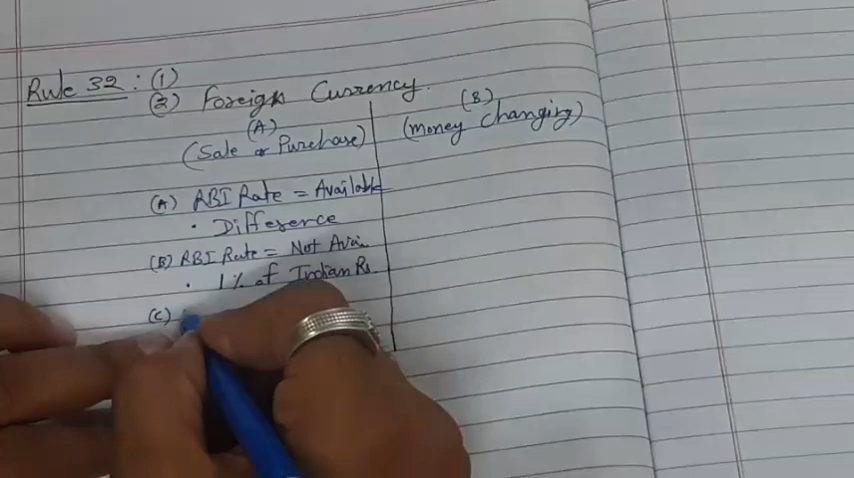 Rule 32 : (1)
(2) Foreign Currency.
(A)
(Sale & Purchase)
(B)
(Money Changing)
(A) RBI Rate = Available
. Difference
(B) RBI Rate = Not Avai
. 1% of Indian Rs
(C)